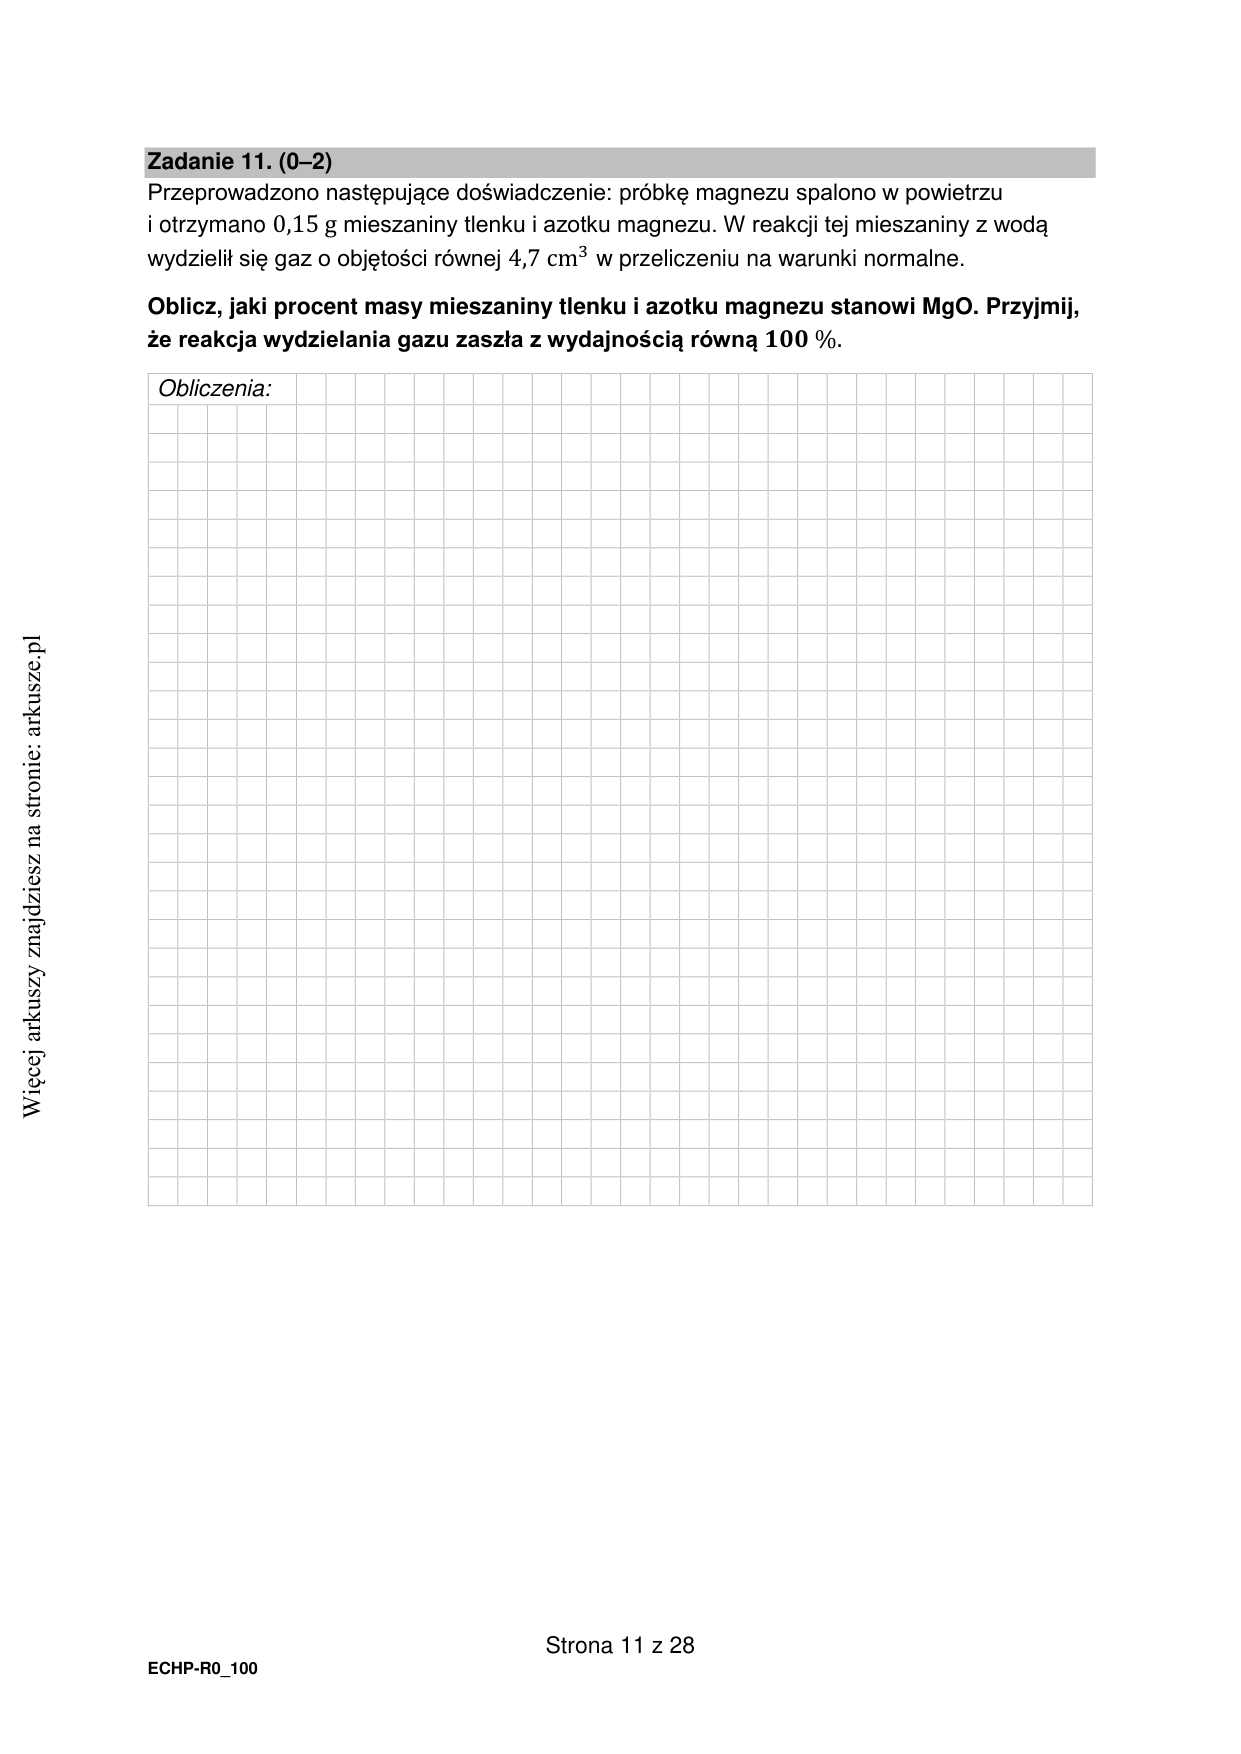 Zadanie 11. (0–2)
Przeprowadzono następujące doświadczenie: próbkę magnezu spalono w powietrzu
i otrzymano 0,15 g mieszaniny tlenku i azotku magnezu. W reakcji tej mieszaniny z wodą
wydzielił się gaz o objętości równej 4,7 cm³ w przeliczeniu na warunki normalne.
Oblicz, jaki procent masy mieszaniny tlenku i azotku magnezu stanowi MgO. Przyjmij,
że reakcja wydzielania gazu zaszła z wydajnością równą 100 %.
Obliczenia:
Więcej arkuszy znajdziesz na stronie: arkusze.pl
Strona 11 z 28
ECHP-R0_100